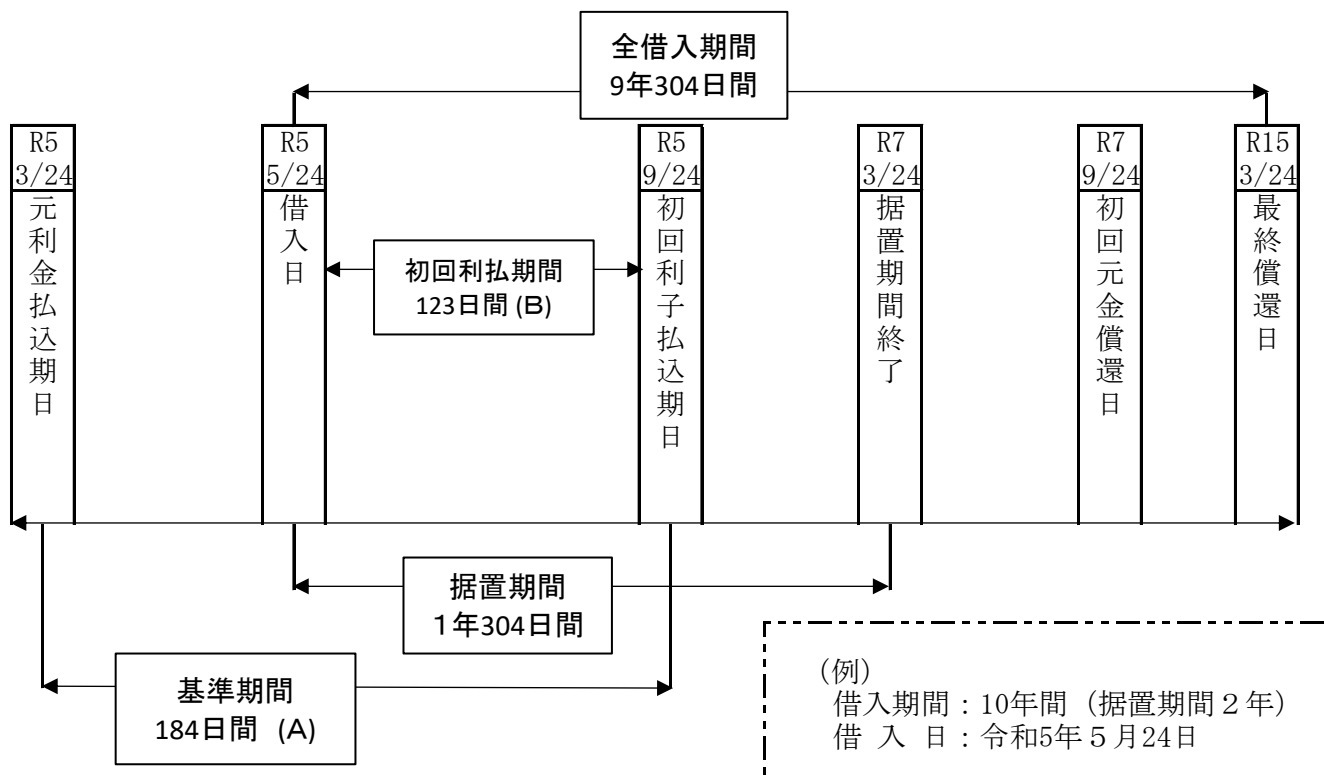 全借入期間
9年304日間
R5
3/24
元利金払込期日
R5
5/24
借入日
R5
9/24
初回利子払込期日
R7
3/24
据置期間終了
R7
9/24
初回元金償還日
R15
3/24
最終償還日
初回利払期間
123日間 (B)
据置期間
１年304日間
基準期間
184日間 (A)
(例)
借入期間：10年間（据置期間２年）
借 入 日：令和5年５月24日